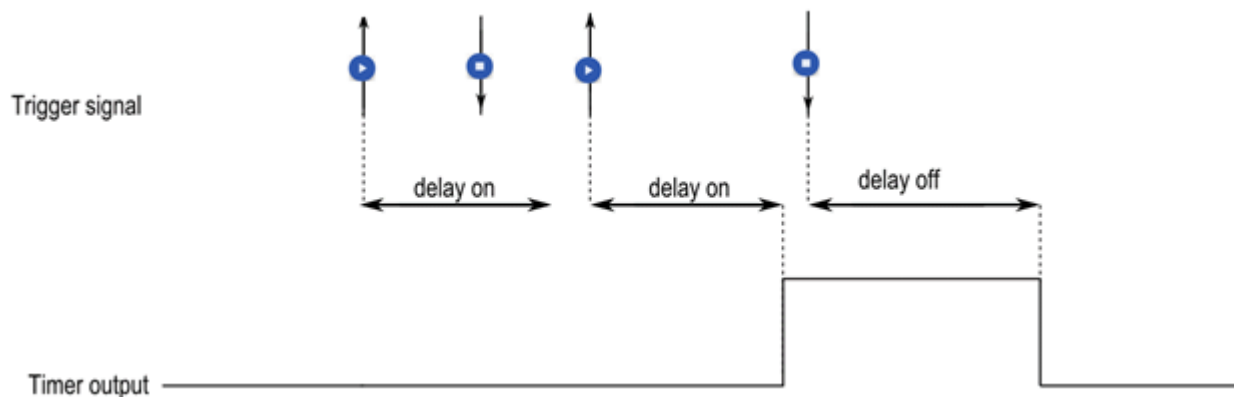 Trigger signal
delay on
delay on
delay off
Timer output